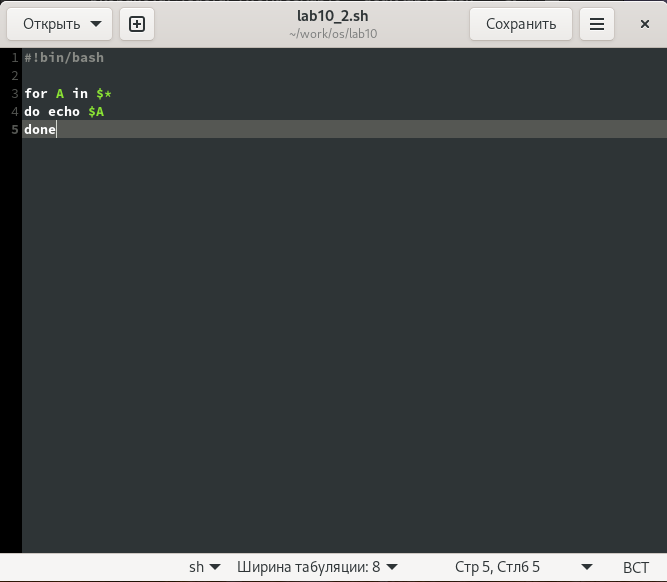 Открыть
lab10_2.sh
~/work/os/lab10
Сохранить
1 #!bin/bash
2
3 for A in $*
4 do echo $A
5 done
sh Ширина табуляции: 8 Стр 5, Стлб 5 ВСТ